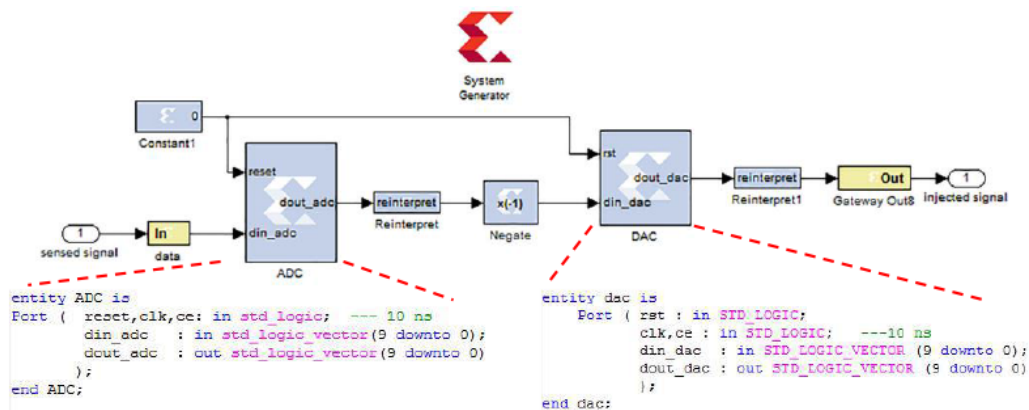 System
Generator
0
Constant1
reset
dout_adc
din_adc
ADC
1
sensed signal
In
data
reinterpret
Reinterpret
x(-1)
Negate
rst
dout_dac
din_dac
DAC
reinterpret
Reinterpret1
Out
Gateway Out8
1
injected signal
entity ADC is
Port ( reset,clk,ce: in std_logic; --- 10 ns
din_adc : in std_logic_vector(9 downto 0);
dout_adc : out std_logic_vector(9 downto 0)
);
end ADC;
entity dac is
Port ( rst : in STD_LOGIC;
clk,ce : in STD_LOGIC; ---10 ns
din_dac : in STD_LOGIC_VECTOR (9 downto 0);
dout_dac : out STD_LOGIC_VECTOR (9 downto 0)
);
end dac;